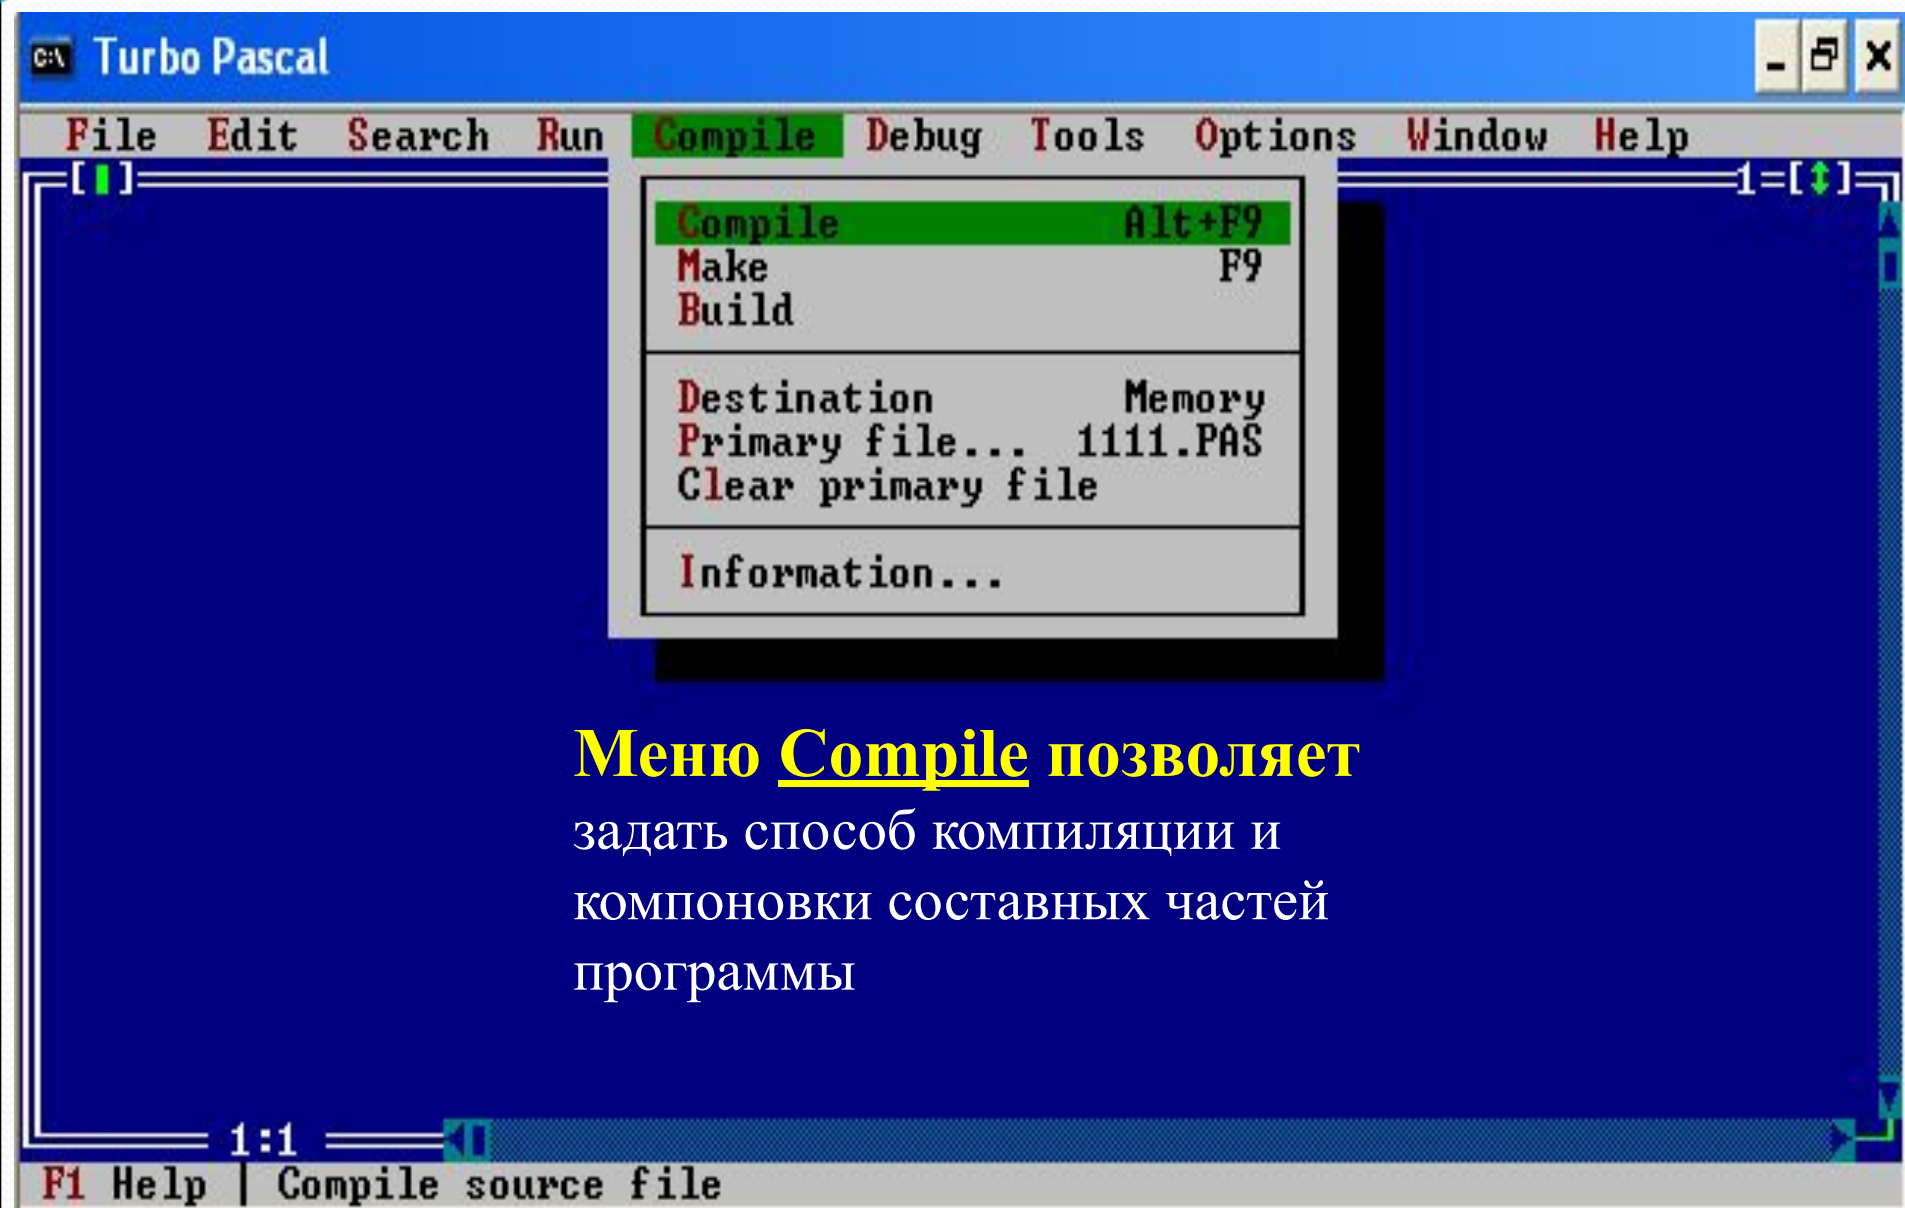 C:\ Turbo Pascal
File Edit Search Run Compile Debug Tools Options Window Help
1
Compile Alt+F9
Make F9
Build
Destination Memory
Primary file... 1111.PAS
Clear primary file
Information...
Меню Compile позволяет
задать способ компиляции и
компоновки составных частей
программы
1:1
F1 Help | Compile source file